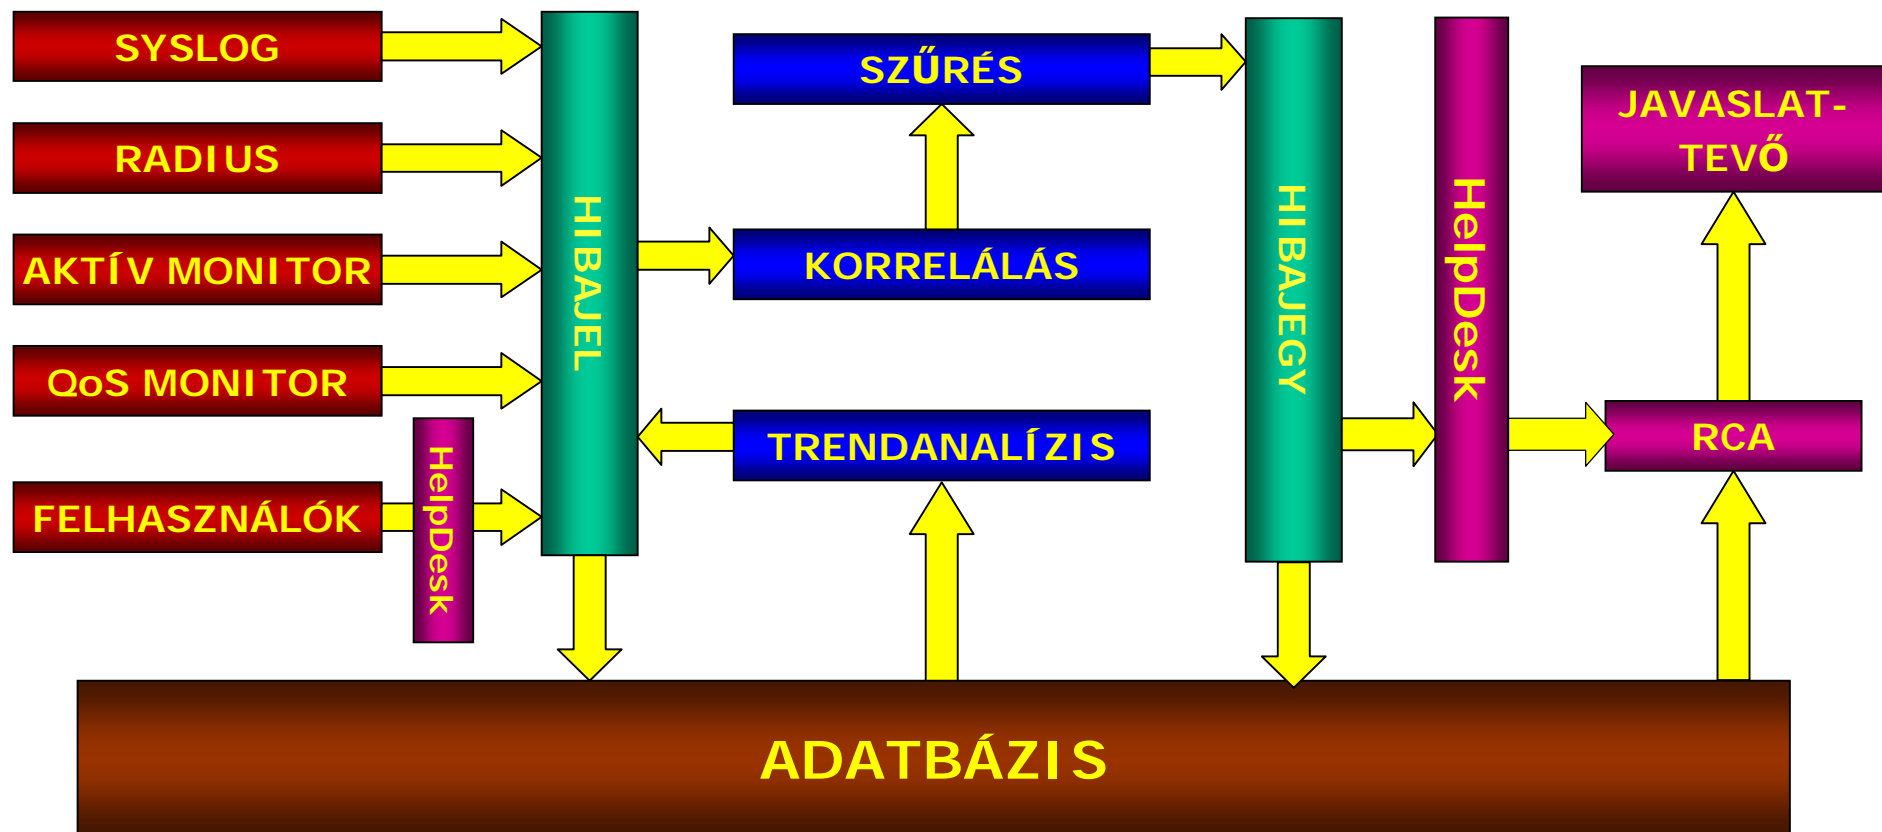 SYSLOG
RADIUS
AKTÍV MONITOR
QoS MONITOR
FELHASZNÁLÓK
HelpDesk
HIBAJEL
SZŰRÉS
KORRELÁLÁS
TRENDANALÍZIS
HIBAJEGY
HelpDesk
JAVASLAT-
TEVŐ
RCA
ADATBÁZIS